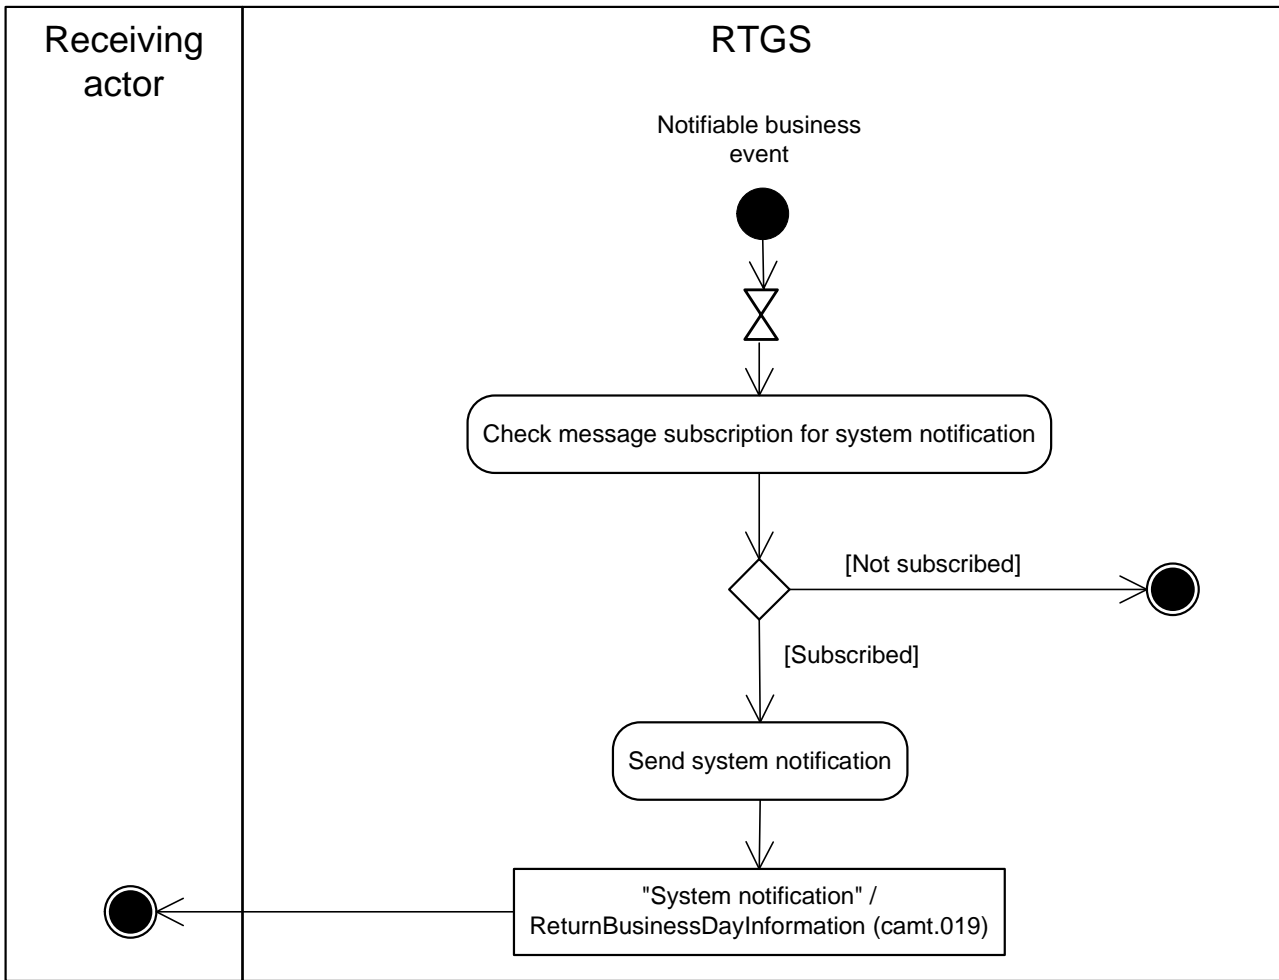 Receiving
actor
RTGS
Notifiable business
event
Check message subscription for system notification
[Not subscribed]
[Subscribed]
Send system notification
"System notification" /
ReturnBusinessDayInformation (camt.019)